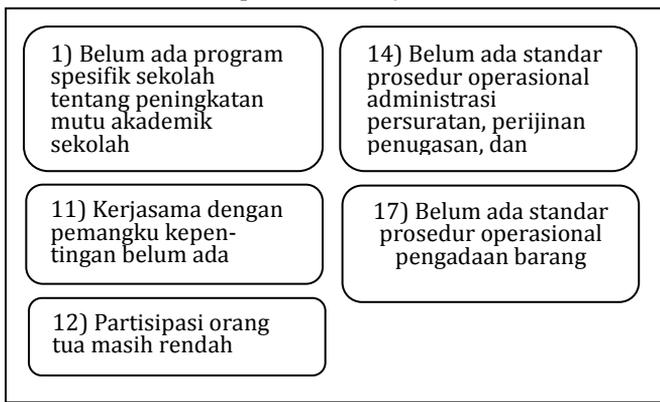 1) Belum ada program
spesifik sekolah
tentang peningkatan
mutu akademik
sekolah
11) Kerjasama dengan
pemangku kepen-
tingan belum ada
12) Partisipasi orang
tua masih rendah
14) Belum ada standar
prosedur operasional
administrasi
persuratan, perijinan
penugasan, dan
17) Belum ada standar
prosedur operasional
pengadaan barang